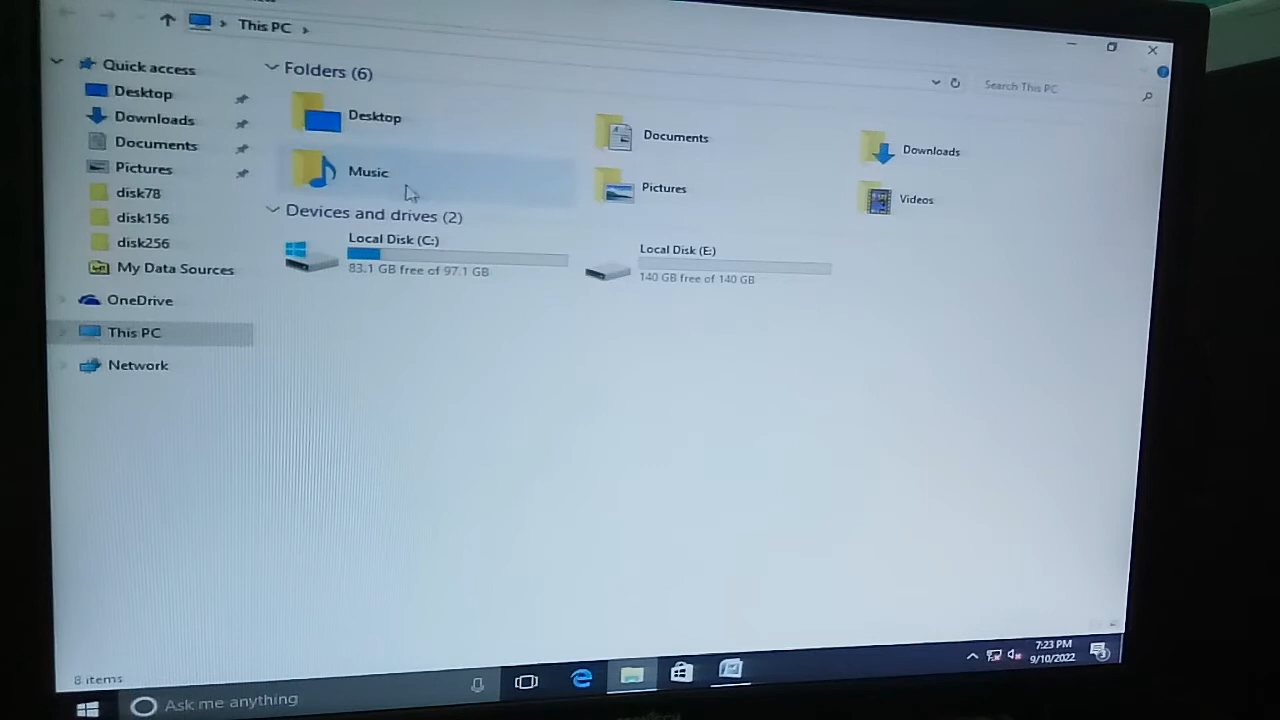 This PC
Search This PC
Quick access
Desktop
Downloads
Documents
Pictures
disk78
disk156
disk256
My Data Sources
OneDrive
This PC
Network
Folders (6)
Desktop
Documents
Downloads
Music
Pictures
Videos
Devices and drives (2)
Local Disk (C:)
83.1 GB free of 97.1 GB
Local Disk (E:)
140 GB free of 140 GB
8 items
Ask me anything
7:23 PM
9/10/2022